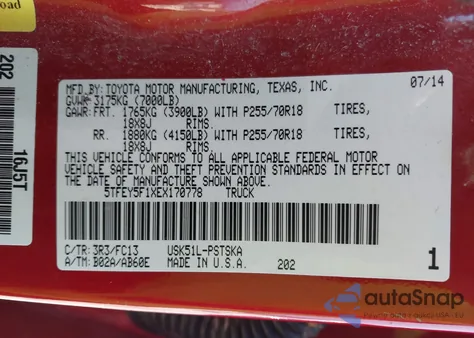 oad
202
16J5T
MFD.BY: TOYOTA MOTOR MANUFACTURING, TEXAS, INC. 07/14
GVWR 3175KG (7000LB)
GAWR: FRT. 1765KG (3900LB) WITH P255/70R18 TIRES,
18X8J RIMS
RR. 1880KG (4150LB) WITH P255/70R18 TIRES,
18X8J RIMS.
THIS VEHICLE CONFORMS TO ALL APPLICABLE FEDERAL MOTOR
VEHICLE SAFETY AND THEFT PREVENTION STANDARDS IN EFFECT ON
THE DATE OF MANUFACTURE SHOWN ABOVE.
5TFEY5F1XEX170778 TRUCK
C/TR: 3R3/FC13 USK51L-PSTSKA
A/TM: B02A/AB60E MADE IN U.S.A. 202 1
autoSnap